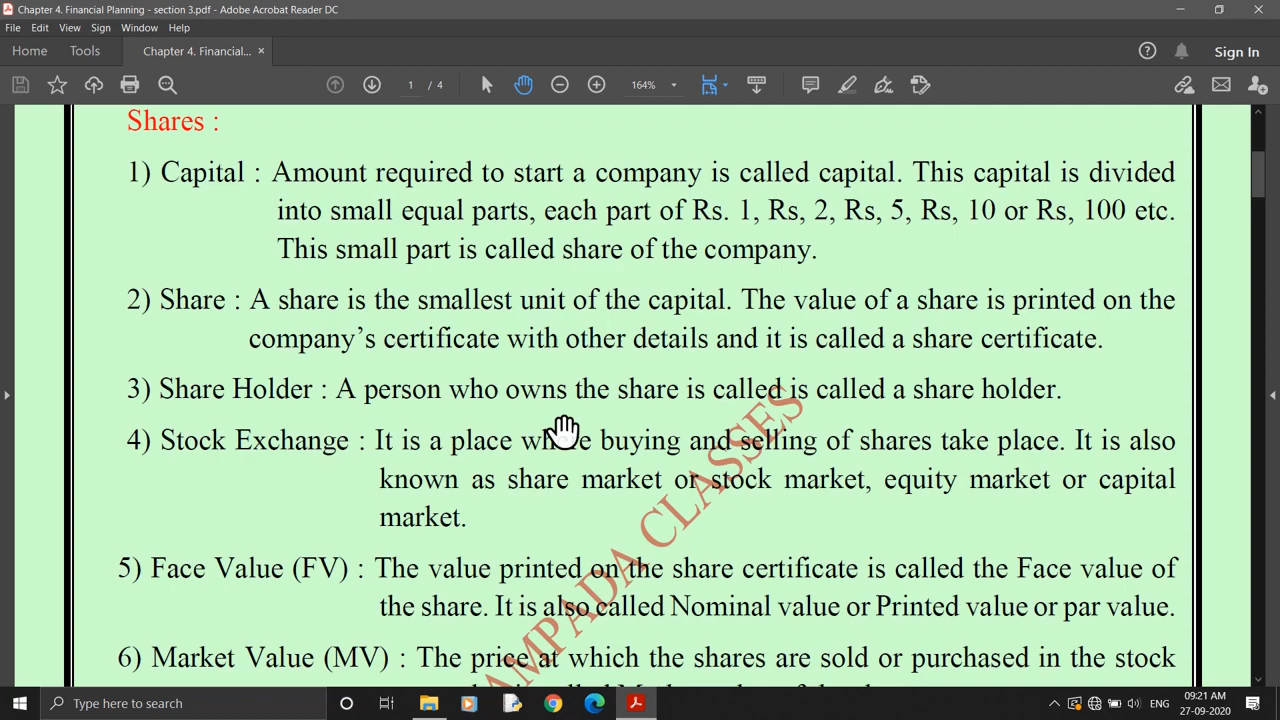 Chapter 4. Financial Planning - section 3.pdf - Adobe Acrobat Reader DC
File Edit View Sign Window Help
Home Tools Chapter 4. Financial... × Sign In
1 / 4 164%
Shares :
1) Capital : Amount required to start a company is called capital. This capital is divided
into small equal parts, each part of Rs. 1, Rs, 2, Rs, 5, Rs, 10 or Rs, 100 etc.
This small part is called share of the company.
2) Share : A share is the smallest unit of the capital. The value of a share is printed on the
company's certificate with other details and it is called a share certificate.
3) Share Holder : A person who owns the share is called is called a share holder.
4) Stock Exchange : It is a place where buying and selling of shares take place. It is also
known as share market or stock market, equity market or capital
market.
5) Face Value (FV) : The value printed on the share certificate is called the Face value of
the share. It is also called Nominal value or Printed value or par value.
6) Market Value (MV) : The price at which the shares are sold or purchased in the stock
AMPADA CLASSES
Type here to search
ENG 09:21 AM
27-09-2020